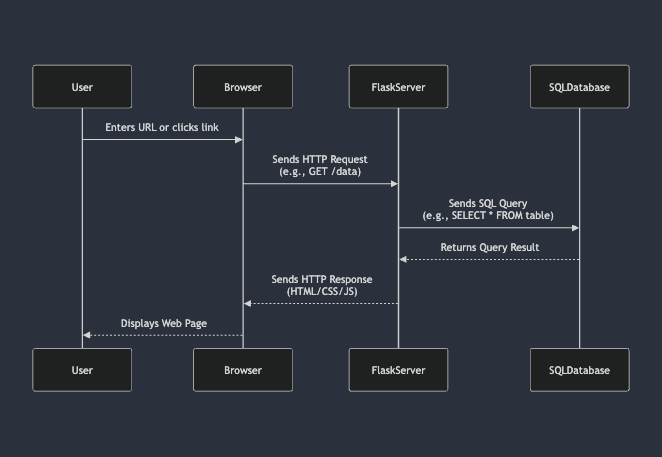 User
Browser
FlaskServer
SQLDatabase
Enters URL or clicks link
Sends HTTP Request
(e.g., GET /data)
Sends SQL Query
(e.g., SELECT * FROM table)
Returns Query Result
Sends HTTP Response
(HTML/CSS/JS)
Displays Web Page
User
Browser
FlaskServer
SQLDatabase